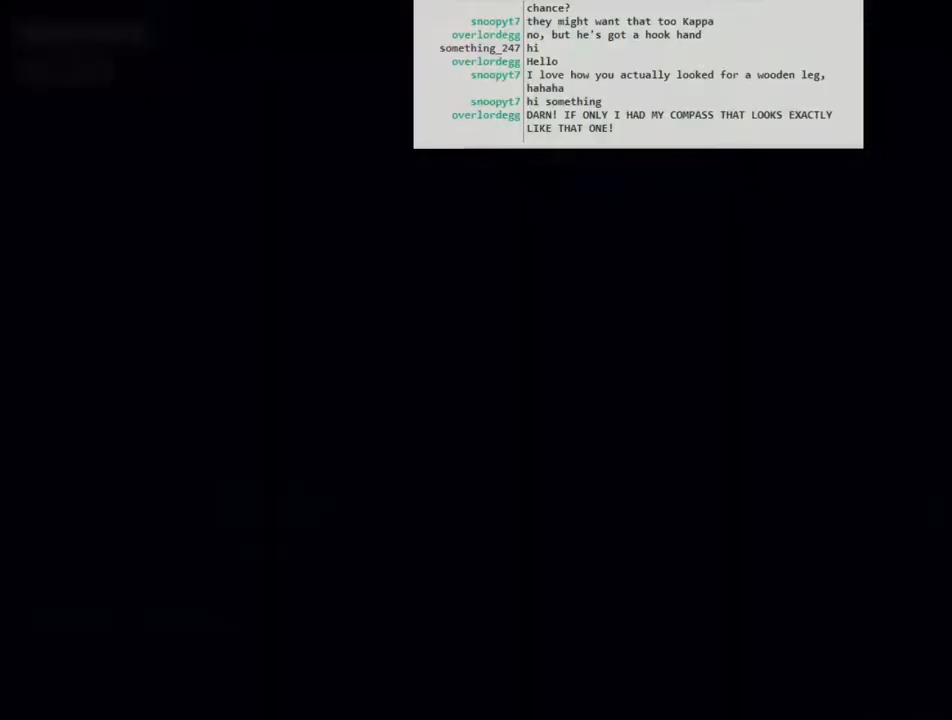 chance?
snoopyt7 they might want that too Kappa
overlordegg no, but he's got a hook hand
something_247 hi
overlordegg Hello
snoopyt7 I love how you actually looked for a wooden leg,
hahaha
snoopyt7 hi something
overlordegg DARN! IF ONLY I HAD MY COMPASS THAT LOOKS EXACTLY
LIKE THAT ONE!